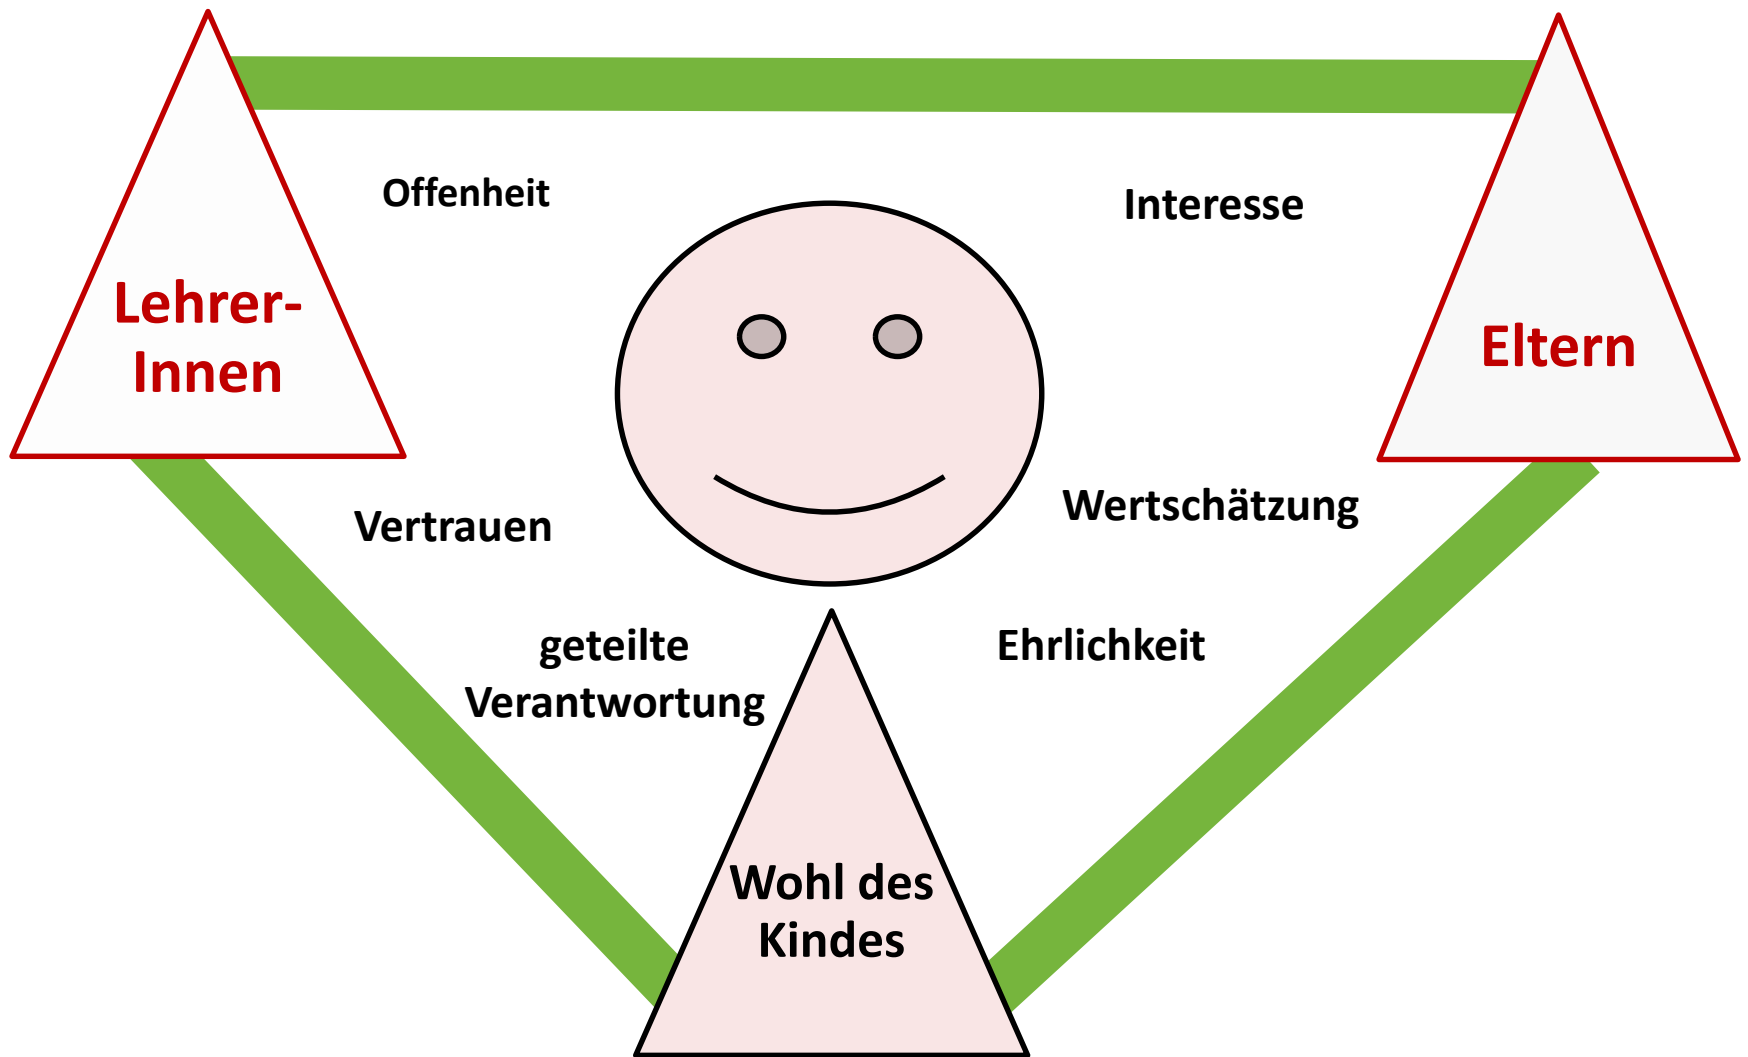 Offenheit
Interesse
Lehrer-
Innen
Eltern
Vertrauen
Wertschätzung
geteilte
Verantwortung
Ehrlichkeit
Wohl des
Kindes